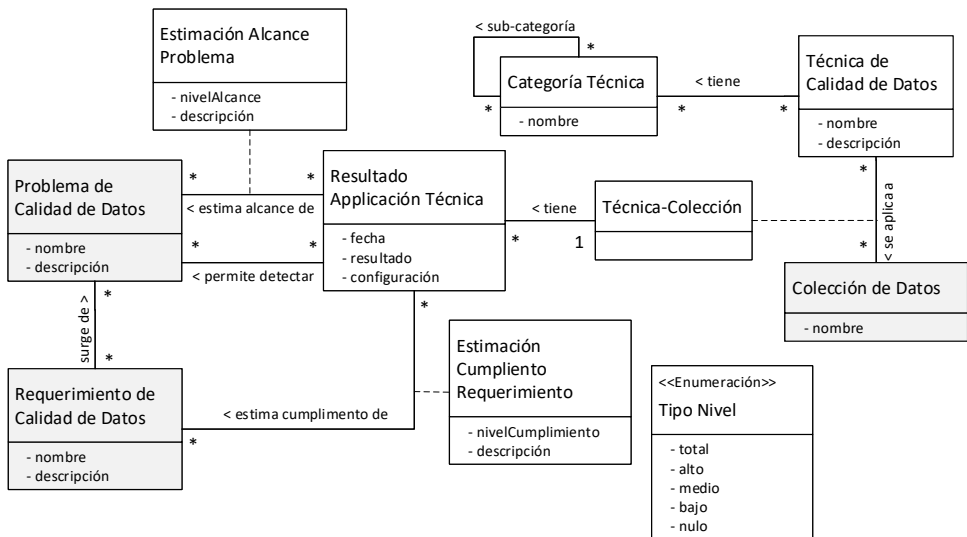 Estimación Alcance
Problema
- nivelAlcance
- descripción
< sub-categoría
*
*
Categoría Técnica
- nombre
< tiene
*
*
Técnica de
Calidad de Datos
- nombre
- descripción
Problema de
Calidad de Datos
- nombre
- descripción
*
*
< estima alcance de
*
*
< permite detectar
Resultado
Applicación Técnica
- fecha
- resultado
- configuración
< tiene
*
1
Técnica-Colección
*
< se aplica a
*
Colección de Datos
- nombre
*
surge de >
*
Requerimiento de
Calidad de Datos
- nombre
- descripción
*
< estima cumplimento de
*
Estimación
Cumpliento
Requerimiento
- nivelCumplimiento
- descripción
<<Enumeración>>
Tipo Nivel
- total
- alto
- medio
- bajo
- nulo